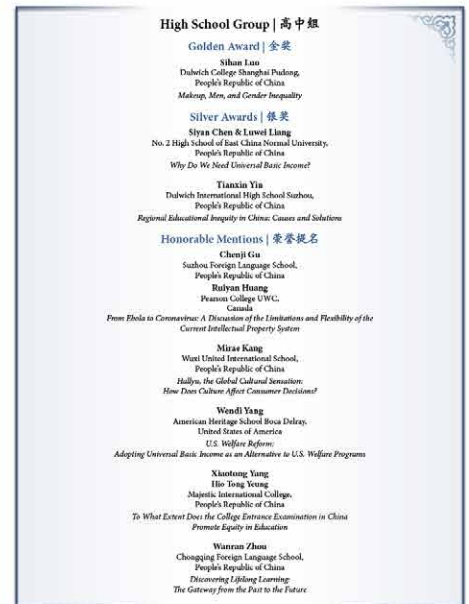 High School Group | 高中组
Golden Award | 金奖
Sihan Luo
Dulwich College Shanghai Pudong,
People's Republic of China
Makeup, Men, and Gender Inequality
Silver Awards | 银奖
Siyan Chen & Luwei Liang
No. 2 High School of East China Normal University,
People's Republic of China
Why Do We Need Universal Basic Income?
Tianxin Yin
Dulwich International High School Suzhou,
People's Republic of China
Regional Educational Inequity in China: Causes and Solutions
Honorable Mentions | 荣誉提名
Chenji Gu
Suzhou Foreign Language School,
People's Republic of China
Ruiyan Huang
Pearson College UWC,
Canada
From Ebola to Coronavirus: A Discussion of the Limitations and Flexibility of the
Current Intellectual Property System
Mirae Kang
Wuxi United International School,
People's Republic of China
Hallyu, the Global Cultural Sensation:
How Does Culture Affect Consumer Decisions?
Wendi Yang
American Heritage School Boca Delray,
United States of America
U.S. Welfare Reform:
Adopting Universal Basic Income as an Alternative to U.S. Welfare Programs
Xiaotong Yang
Hio Tong Yeung
Majestic International College,
People's Republic of China
To What Extent Does the College Entrance Examination in China
Promote Equity in Education
Wanran Zhou
Chongqing Foreign Language School,
People's Republic of China
Discovering Lifelong Learning:
The Gateway from the Past to the Future